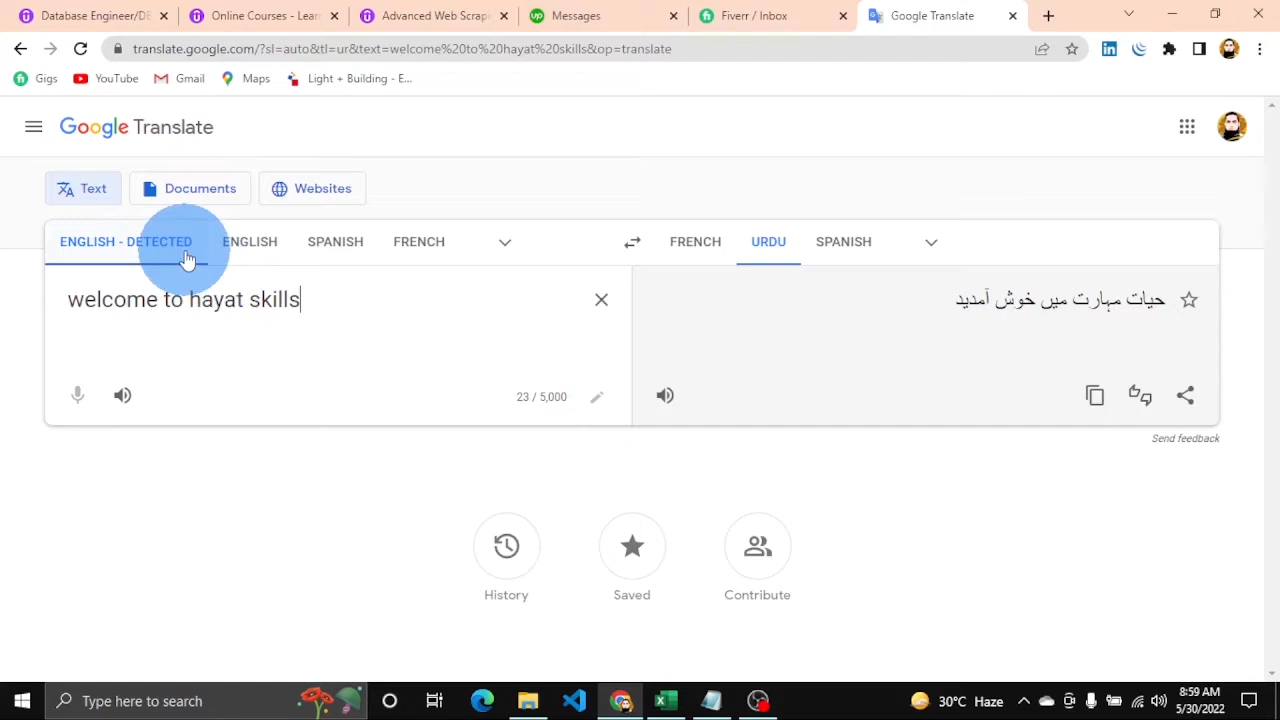 Database Engineer/DB
Online Courses - Lear
Advanced Web Scrap
Messages
Fiverr / Inbox
Google Translate
translate.google.com/?sl=auto&tl=ur&text=welcome%20to%20hayat%20skills&op=translate
Gigs
YouTube
Gmail
Maps
Light + Building - E...
Google Translate
Text
Documents
Websites
ENGLISH - DETECTED
ENGLISH
SPANISH
FRENCH
FRENCH
URDU
SPANISH
welcome to hayat skills
حیات مہارت میں خوش آمدید
23 / 5,000
Send feedback
History
Saved
Contribute
Type here to search
30°C Haze
8:59 AM
5/30/2022